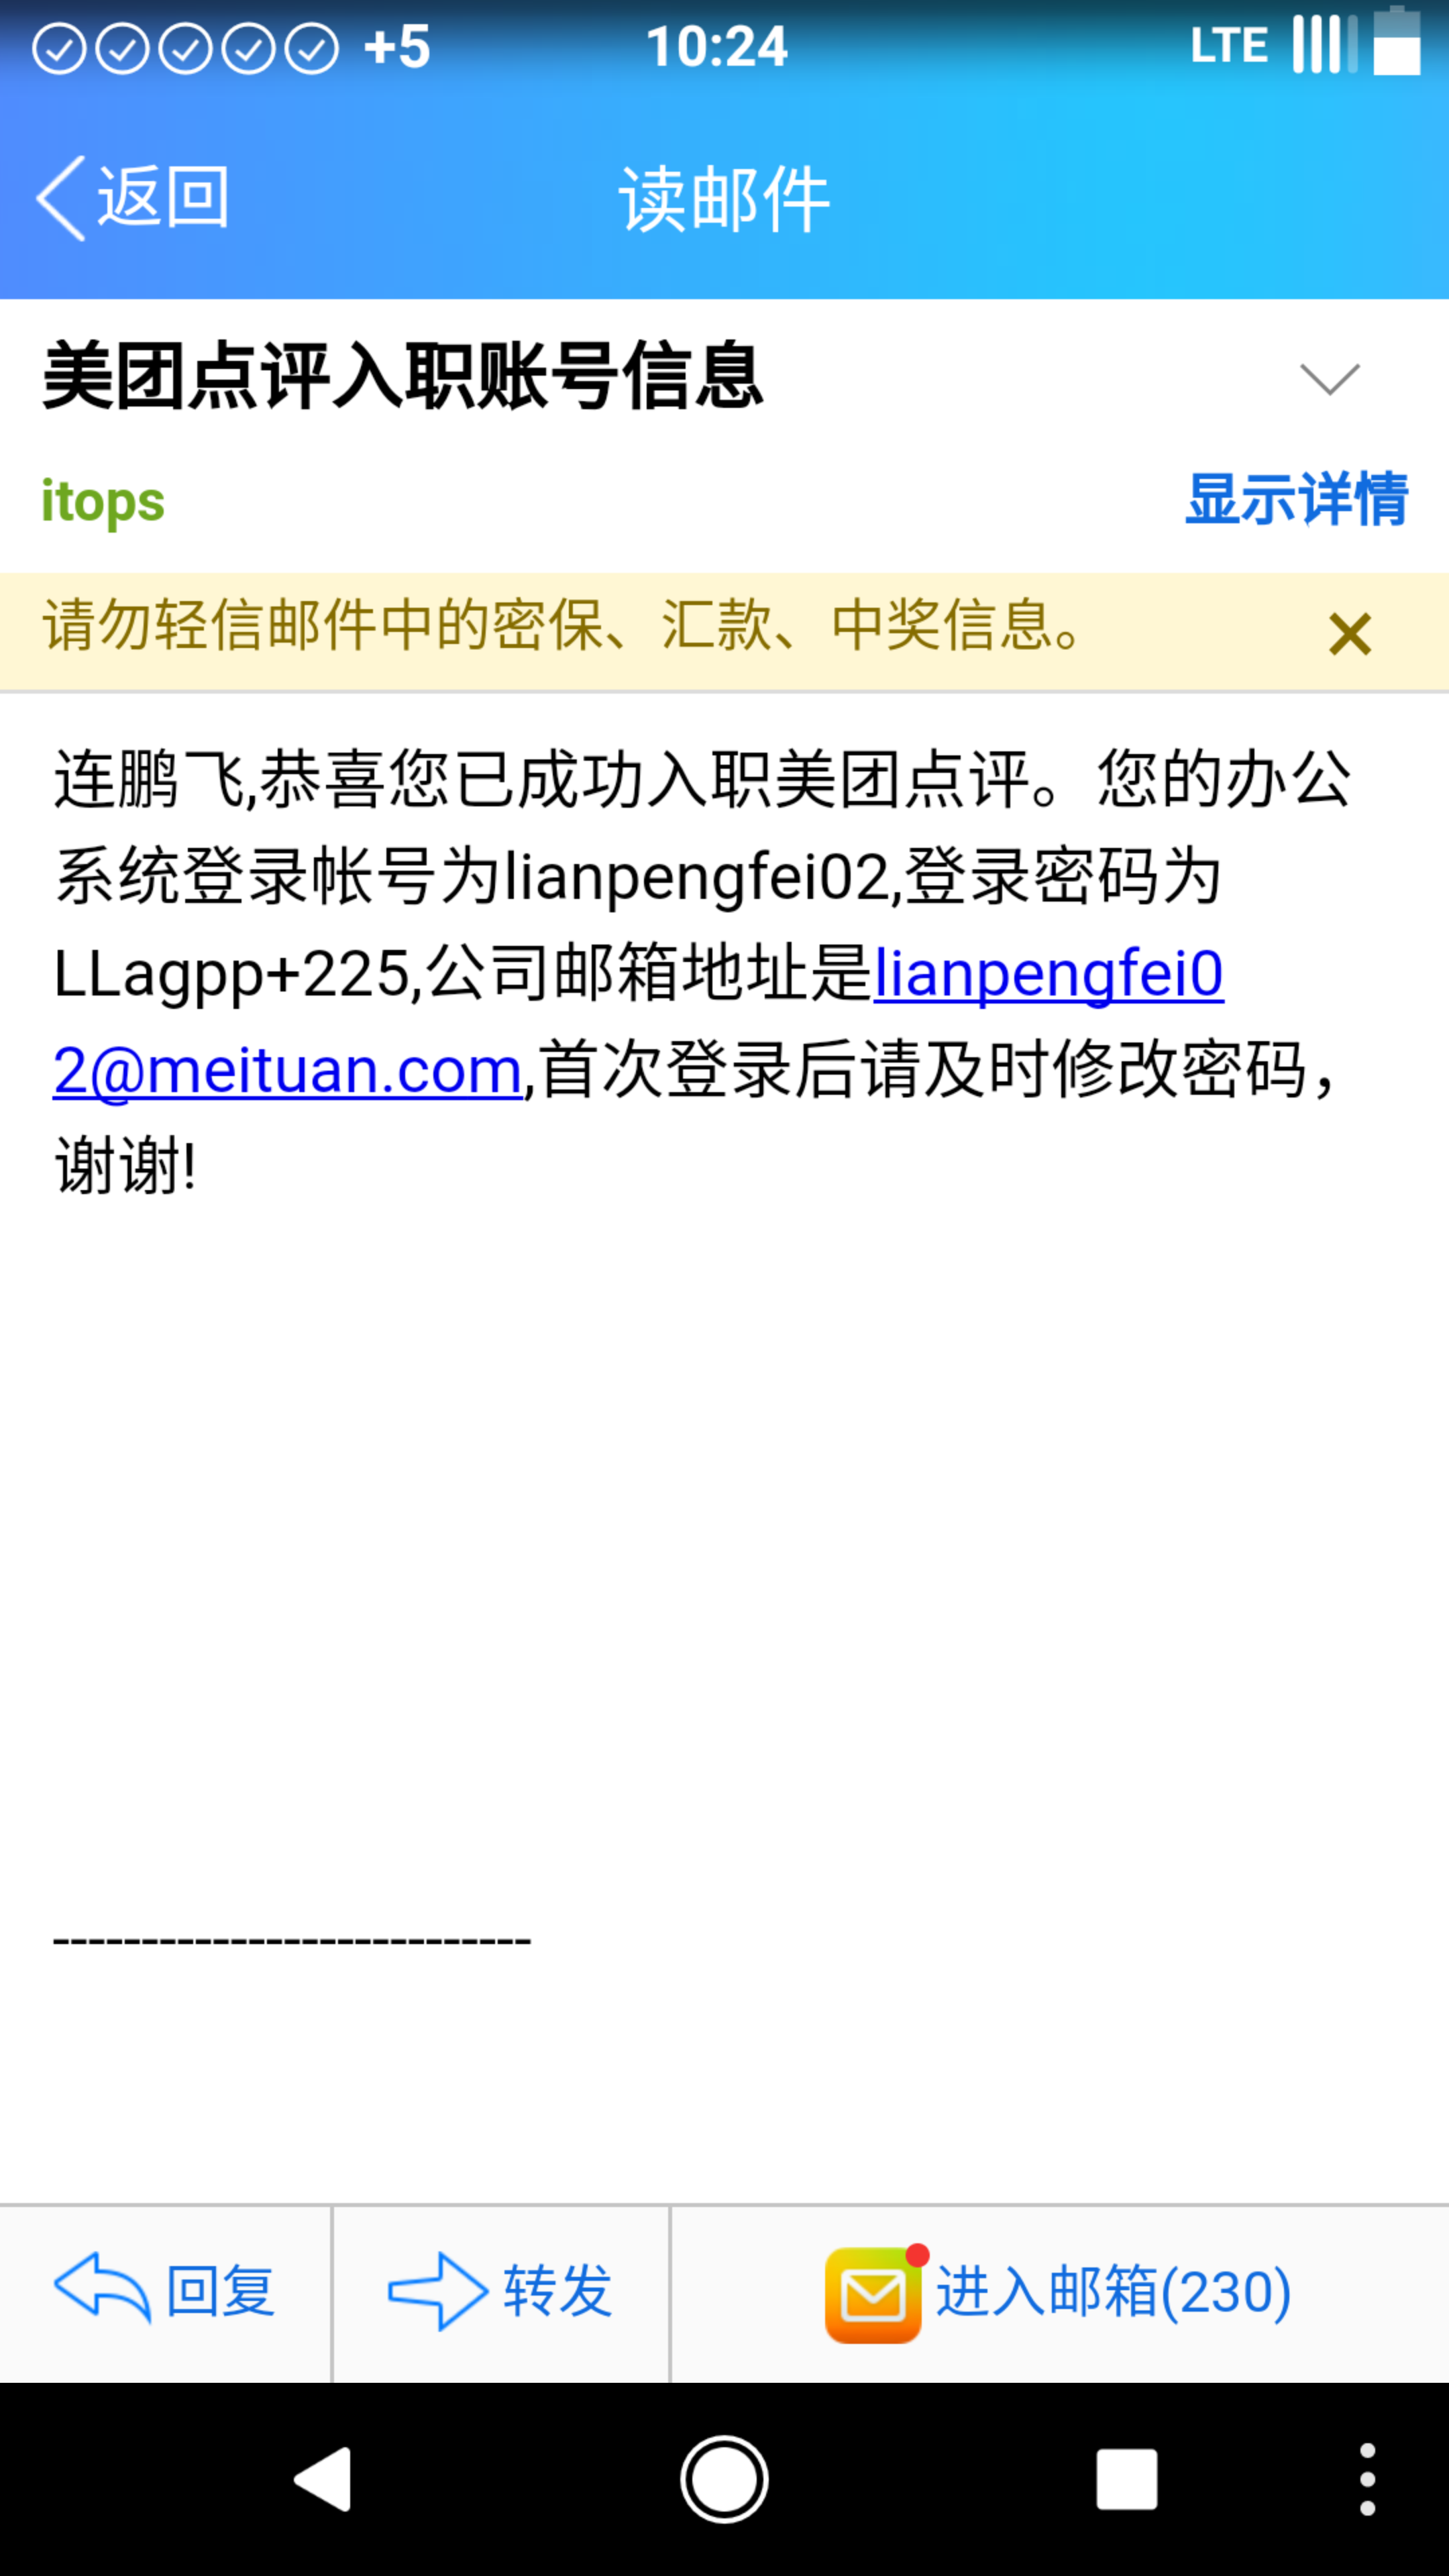 +5 10:24 LTE
返回 读邮件
美团点评入职账号信息
itops 显示详情
请勿轻信邮件中的密保、汇款、中奖信息。
连鹏飞,恭喜您已成功入职美团点评。您的办公
系统登录帐号为lianpengfei02,登录密码为
LLagpp+225,公司邮箱地址是lianpengfei0
2@meituan.com,首次登录后请及时修改密码，
谢谢!
---------------------------
回复 转发 进入邮箱(230)